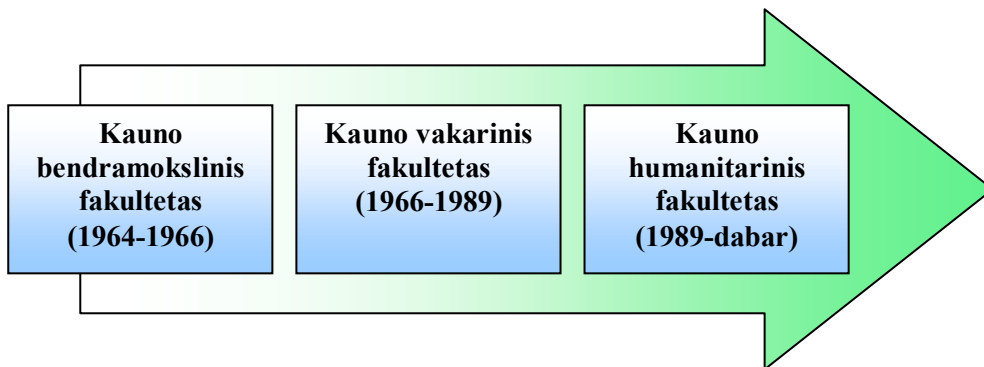 Kauno
bendramokslinis
fakultetas
(1964-1966)
Kauno vakarinis
fakultetas
(1966-1989)
Kauno
humanitarinis
fakultetas
(1989-dabar)